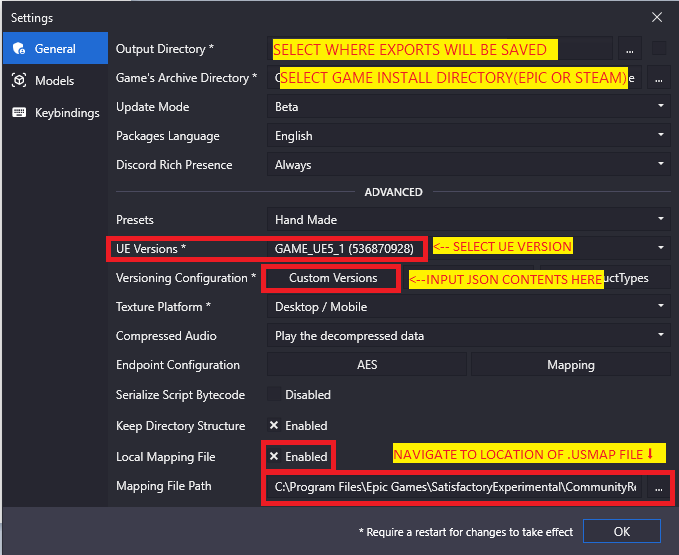 Settings
General
Models
Keybindings
Output Directory * SELECT WHERE EXPORTS WILL BE SAVED ...
Game's Archive Directory * SELECT GAME INSTALL DIRECTORY(EPIC OR STEAM) ...
Update Mode Beta
Packages Language English
Discord Rich Presence Always
ADVANCED
Presets Hand Made
UE Versions * GAME_UE5_1 (536870928) <-- SELECT UE VERSION
Versioning Configuration * Custom Versions <--INPUT JSON CONTENTS HERE
Texture Platform * Desktop / Mobile
Compressed Audio Play the decompressed data
Endpoint Configuration AES Mapping
Serialize Script Bytecode Disabled
Keep Directory Structure Enabled
Local Mapping File Enabled NAVIGATE TO LOCATION OF .USMAP FILE ⬇
Mapping File Path C:\Program Files\Epic Games\SatisfactoryExperimental\CommunityRe ...
* Require a restart for changes to take effect OK